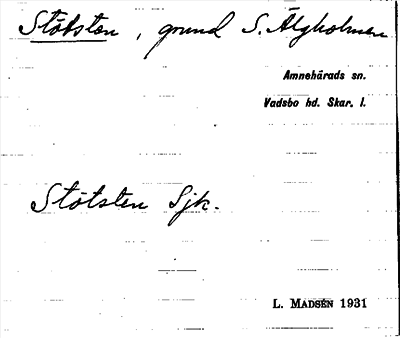 Stötsten, grund S. Älgholmen
Amnehärads sn.
Vadsbo hd. Skar. l.
Stötsten Sjk.
L. MADSÉN 1931